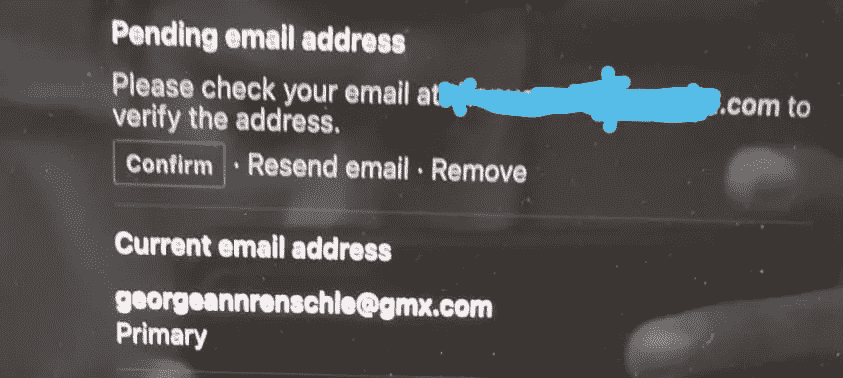 Pending email address
Please check your email at .com to
verify the address.
Confirm · Resend email · Remove
Current email address
georgeannrenschle@gmx.com
Primary